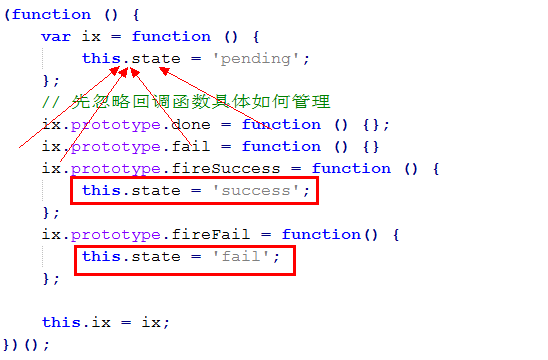 (function () {
    var ix = function () {
        this.state = 'pending';
    };
    // 先忽略回调函数具体如何管理
    ix.prototype.done = function () {};
    ix.prototype.fail = function () {}
    ix.prototype.fireSuccess = function () {
        this.state = 'success';
    };
    ix.prototype.fireFail = function() {
        this.state = 'fail';
    };

    this.ix = ix;
})();